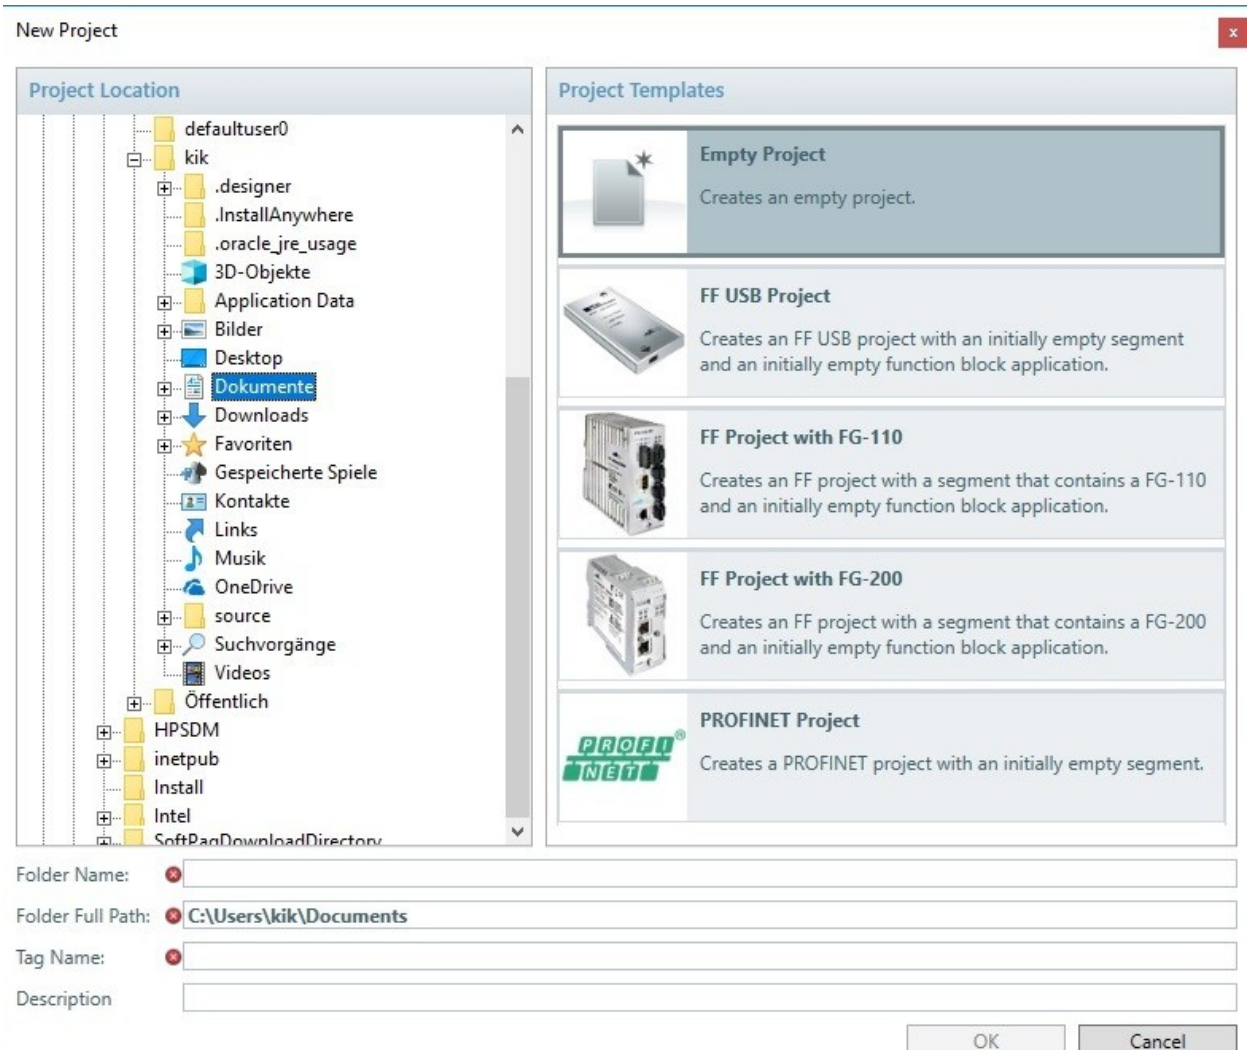 New Project
x
Project Location
defaultuser0
kik
.designer
.InstallAnywhere
.oracle_jre_usage
3D-Objekte
Application Data
Bilder
Desktop
Dokumente
Downloads
Favoriten
Gespeicherte Spiele
Kontakte
Links
Musik
OneDrive
source
Suchvorgänge
Videos
Öffentlich
HPSDM
inetpub
Install
Intel
SoftPaqDownloadDirectory
Project Templates
Empty Project
Creates an empty project.
FF USB Project
Creates an FF USB project with an initially empty segment
and an initially empty function block application.
FF Project with FG-110
Creates an FF project with a segment that contains a FG-110
and an initially empty function block application.
FF Project with FG-200
Creates an FF project with a segment that contains a FG-200
and an initially empty function block application.
PROFI®
NET
PROFINET Project
Creates a PROFINET project with an initially empty segment.
Folder Name:
Folder Full Path: C:\Users\kik\Documents
Tag Name:
Description
OK Cancel